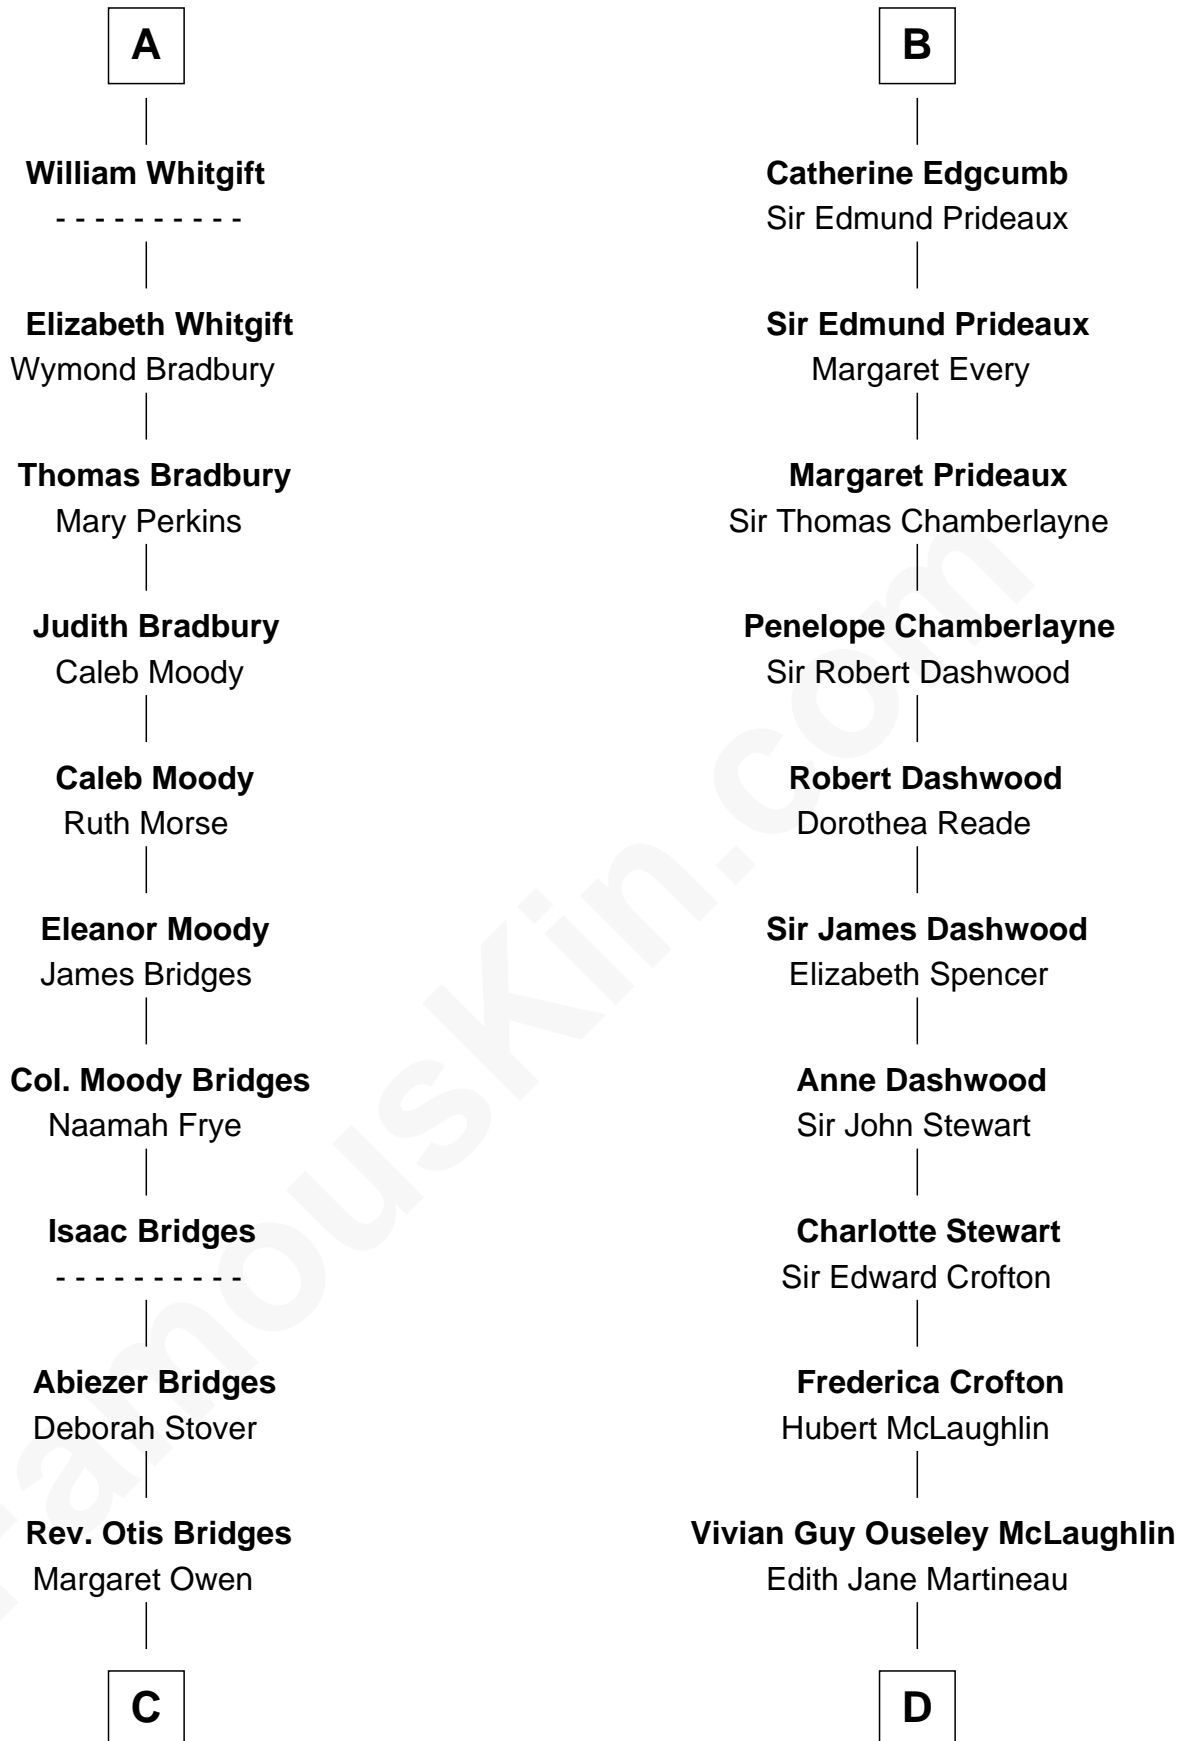 A
William Whitgift
- - - - - - - - - -
Elizabeth Whitgift
Wymond Bradbury
Thomas Bradbury
Mary Perkins
Judith Bradbury
Caleb Moody
Caleb Moody
Ruth Morse
Eleanor Moody
James Bridges
Col. Moody Bridges
Naamah Frye
Isaac Bridges
- - - - - - - - - -
Abiezer Bridges
Deborah Stover
Rev. Otis Bridges
Margaret Owen
C
B
Catherine Edgcumb
Sir Edmund Prideaux
Sir Edmund Prideaux
Margaret Every
Margaret Prideaux
Sir Thomas Chamberlayne
Penelope Chamberlayne
Sir Robert Dashwood
Robert Dashwood
Dorothea Reade
Sir James Dashwood
Elizabeth Spencer
Anne Dashwood
Sir John Stewart
Charlotte Stewart
Sir Edward Crofton
Frederica Crofton
Hubert McLaughlin
Vivian Guy Ouseley McLaughlin
Edith Jane Martineau
D
FamousKin.com